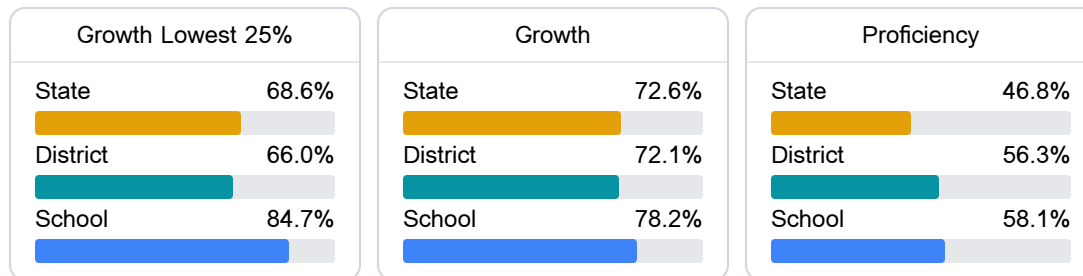 Growth Lowest 25%
State 68.6%
District 66.0%
School 84.7%
Growth
State 72.6%
District 72.1%
School 78.2%
Proficiency
State 46.8%
District 56.3%
School 58.1%